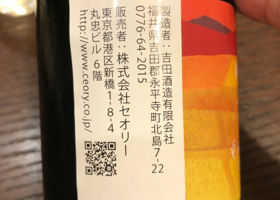 製造者：吉田酒造有限会社
福井県吉田郡永平寺町北島7-22
0776-64-2015
販売者：株式会社セオリー
東京都港区新橋1-8-4
丸忠ビル 6階
http://www.ceory.co.jp/